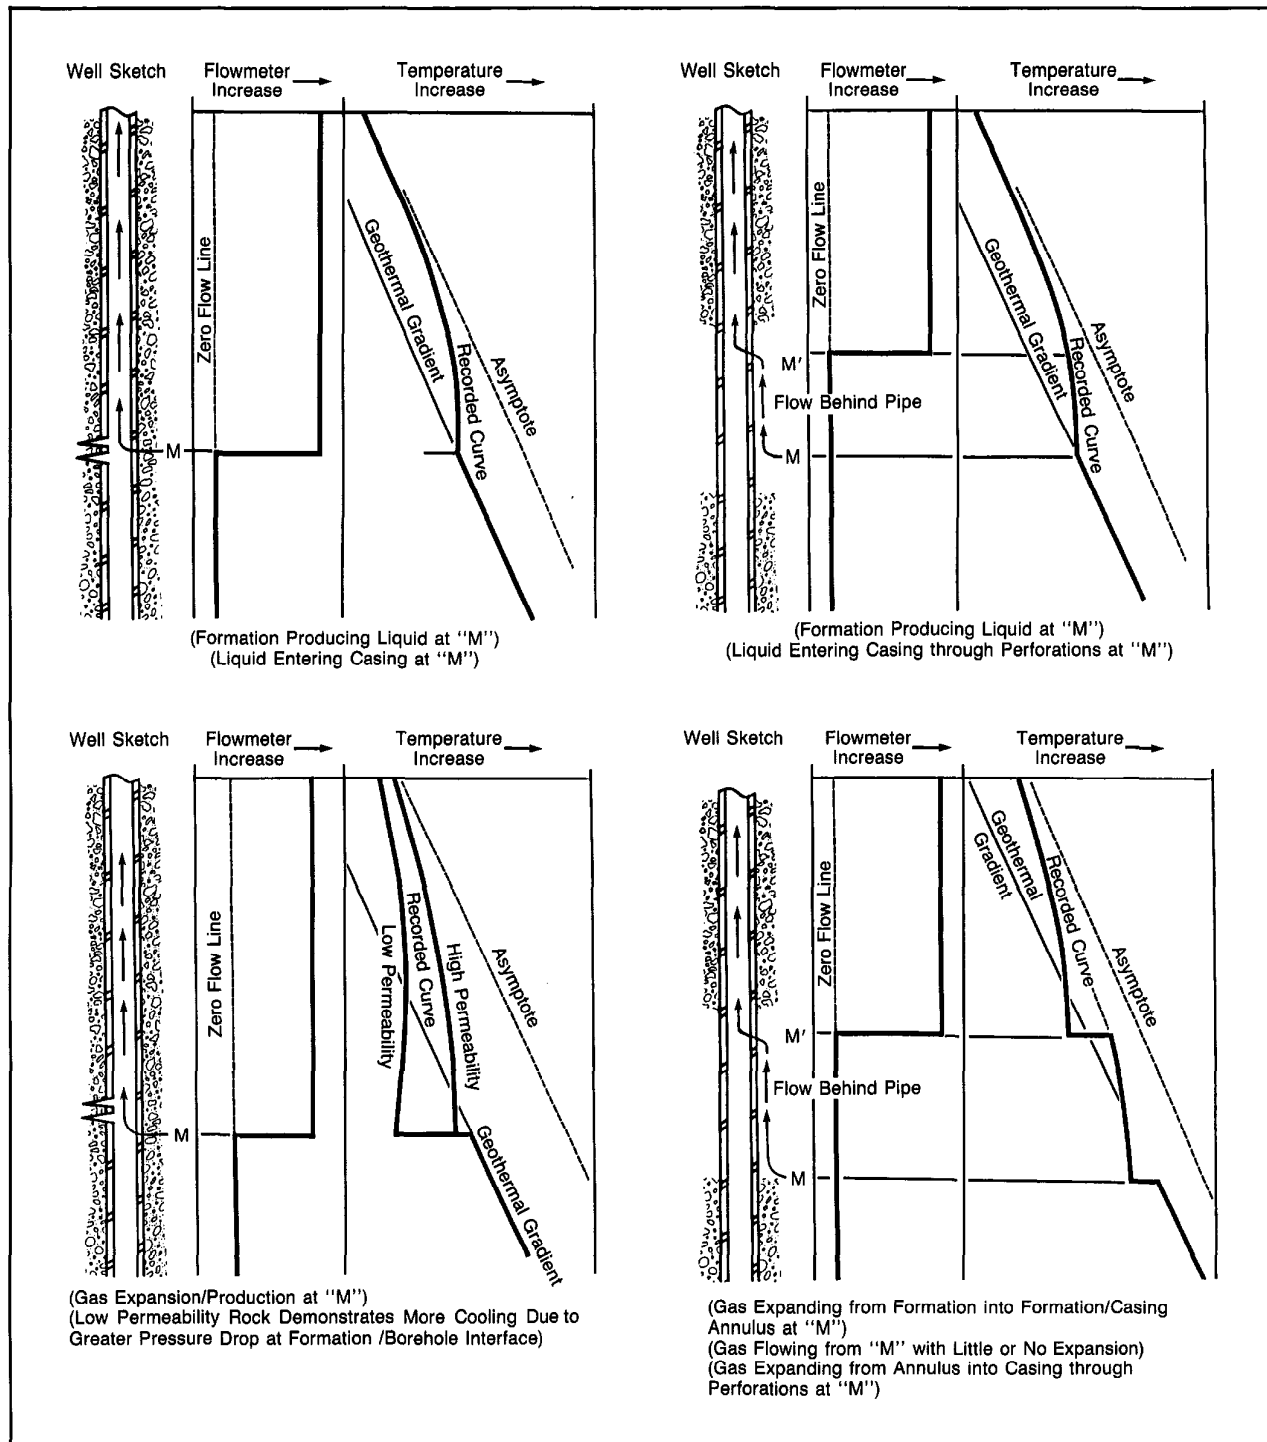 Well Sketch
Flowmeter
Increase
Temperature
Increase
Zero Flow Line
Geothermal Gradient
Recorded Curve
Asymptote
M
(Formation Producing Liquid at "M")
(Liquid Entering Casing at "M")
Well Sketch
Flowmeter
Increase
Temperature
Increase
Zero Flow Line
Geothermal Gradient
Recorded Curve
Asymptote
M'
Flow Behind Pipe
M
(Formation Producing Liquid at "M")
(Liquid Entering Casing through Perforations at "M")
Well Sketch
Flowmeter
Increase
Temperature
Increase
Zero Flow Line
Low Permeability
Recorded Curve
High Permeability
Asymptote
M
Geothermal Gradient
(Gas Expansion/Production at "M")
(Low Permeability Rock Demonstrates More Cooling Due to
Greater Pressure Drop at Formation /Borehole Interface)
Well Sketch
Flowmeter
Increase
Temperature
Increase
Zero Flow Line
Geothermal
Gradient
Recorded Curve
Asymptote
M'
Flow Behind Pipe
M
(Gas Expanding from Formation into Formation/Casing
Annulus at "M")
(Gas Flowing from "M" with Little or No Expansion)
(Gas Expanding from Annulus into Casing through
Perforations at "M")